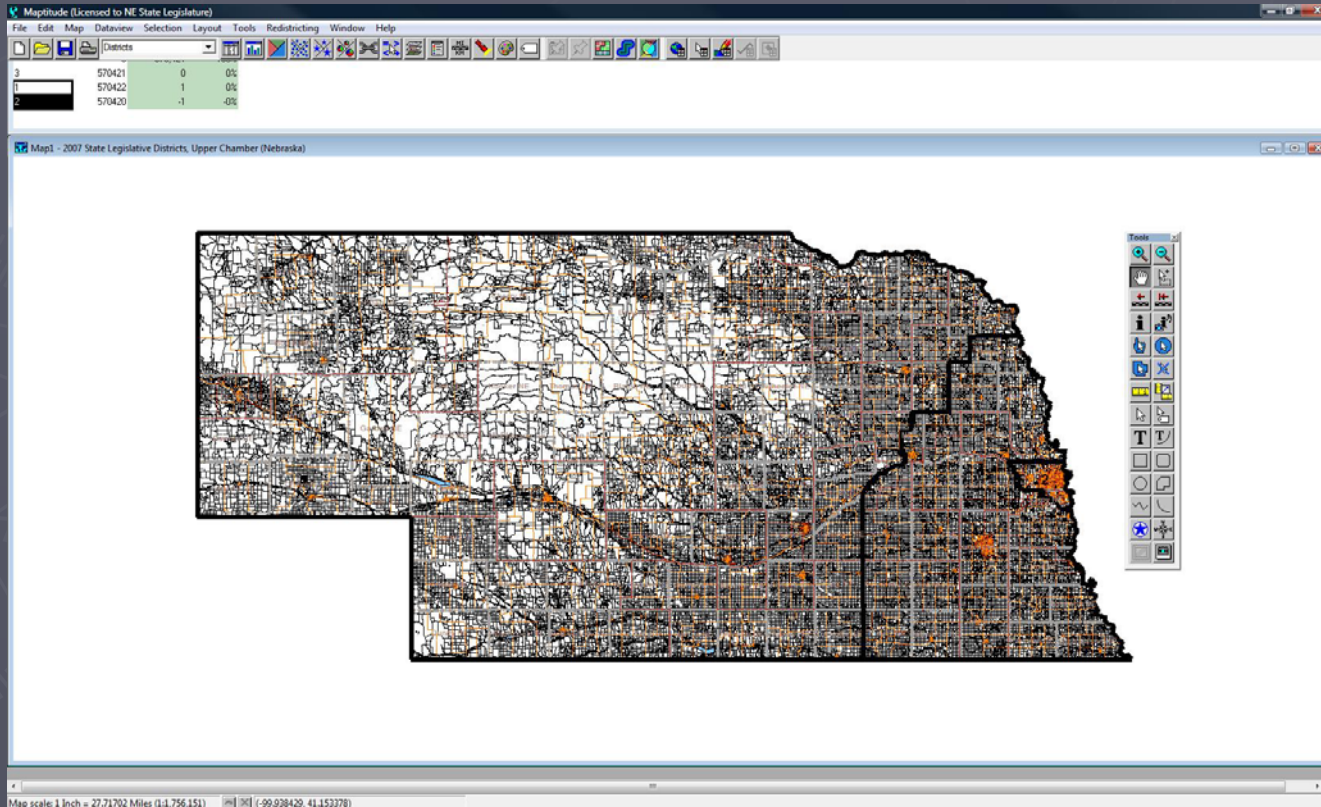 Maptitude (Licensed to NE State Legislature)
File Edit Map Dataview Selection Layout Tools Redistricting Window Help
Districts
3 570421 0 0%
1 570422 1 0%
2 570420 -1 -0%
Map1 - 2007 State Legislative Districts, Upper Chamber (Nebraska)
Tools
Map scale: 1 Inch = 27.71702 Miles (1:1,756,151) (-99.938429, 41.153378)